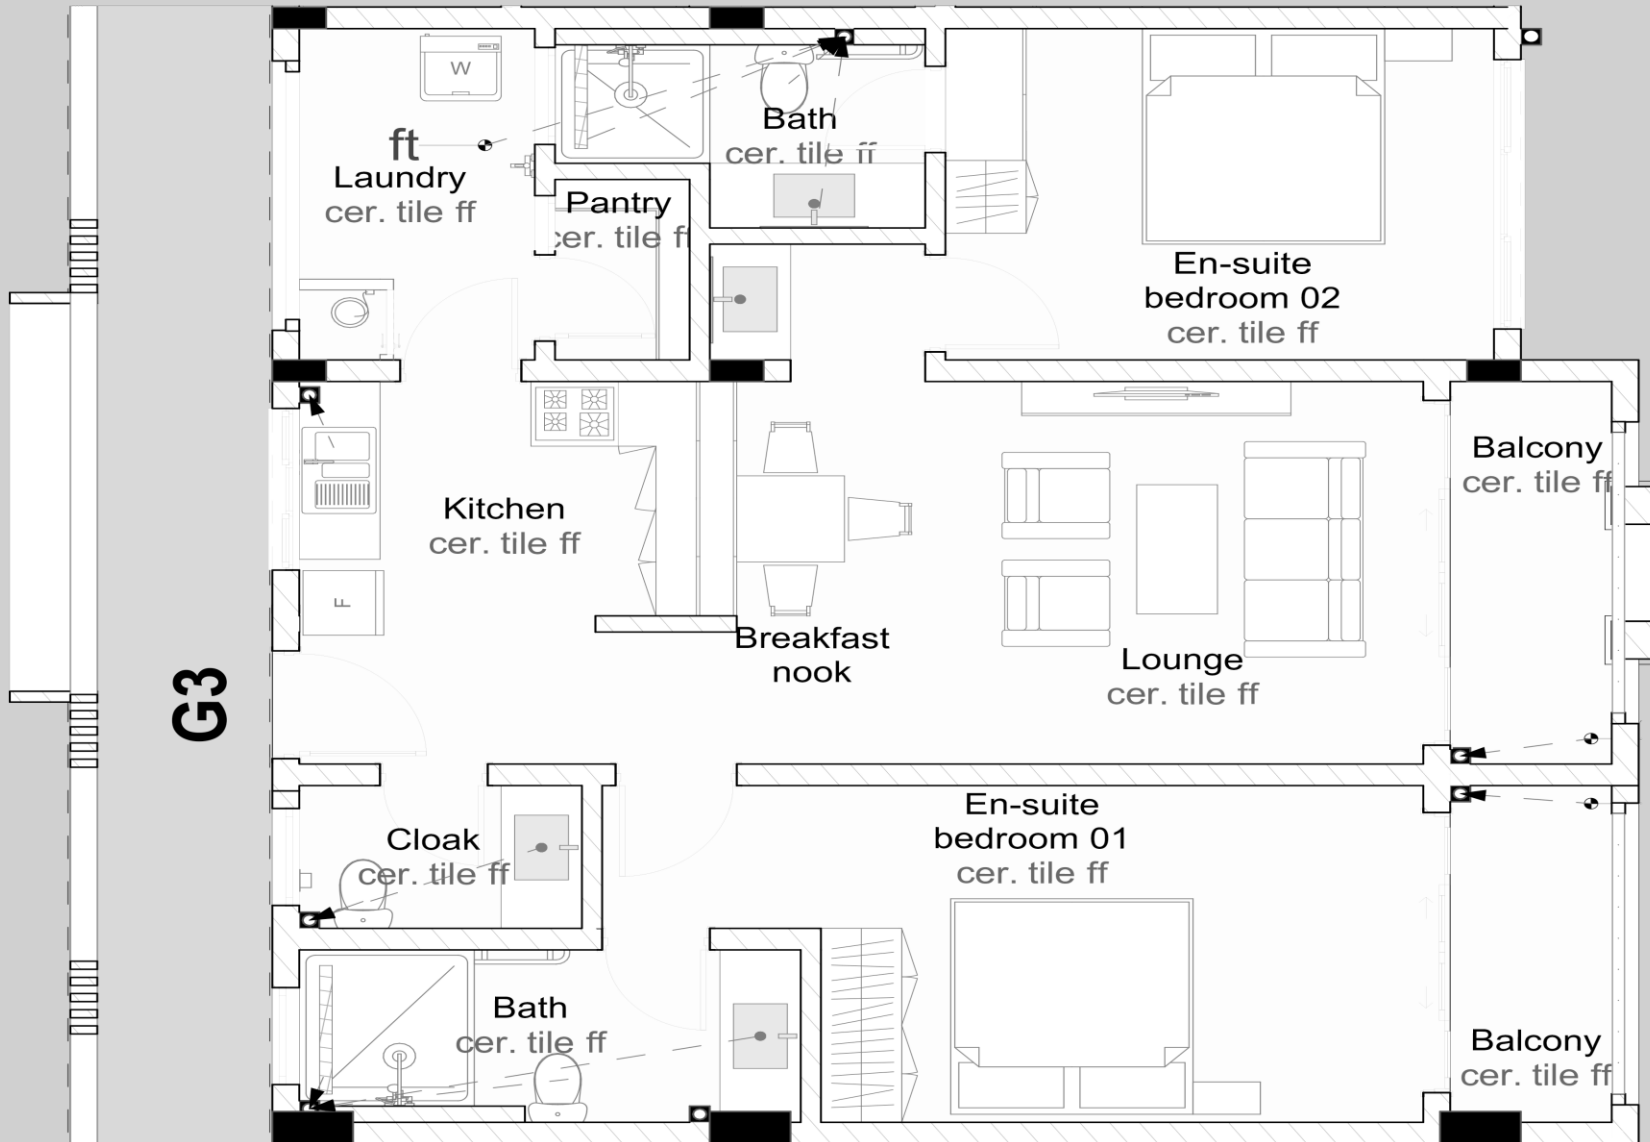 W
Bath
cer. tile ff
ft
Laundry
cer. tile ff
Pantry
cer. tile ff
En-suite
bedroom 02
cer. tile ff
Balcony
cer. tile ff
Kitchen
cer. tile ff
F
Breakfast
nook
Lounge
cer. tile ff
G3
En-suite
bedroom 01
cer. tile ff
Cloak
cer. tile ff
Bath
cer. tile ff
Balcony
cer. tile ff